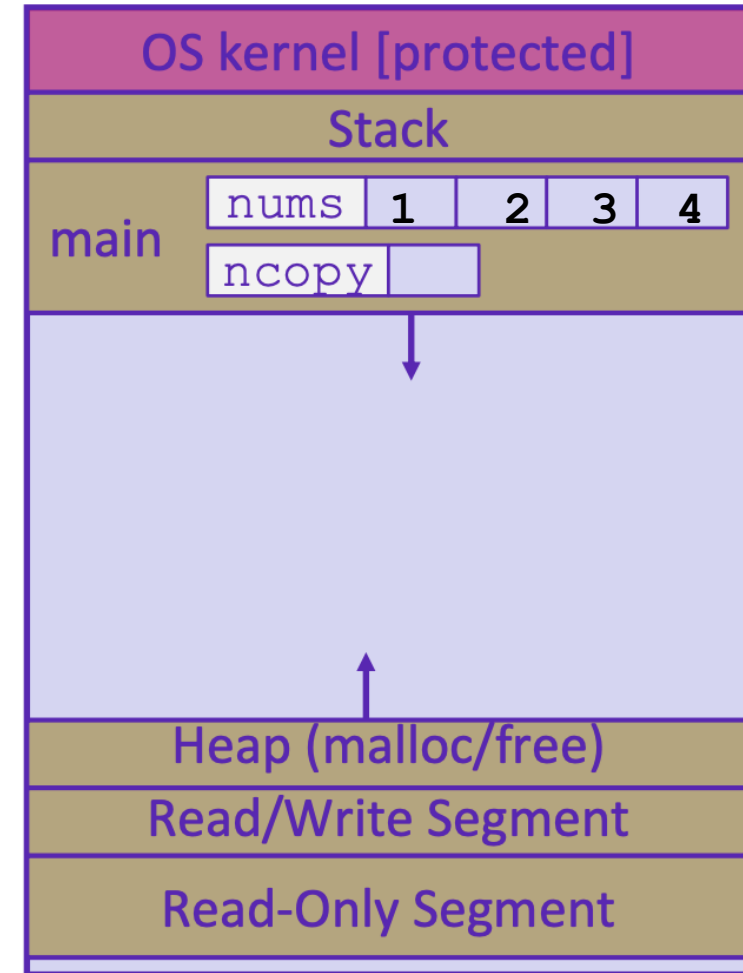 OS kernel [protected]
Stack
main
nums 1 2 3 4
ncopy
Heap (malloc/free)
Read/Write Segment
Read-Only Segment